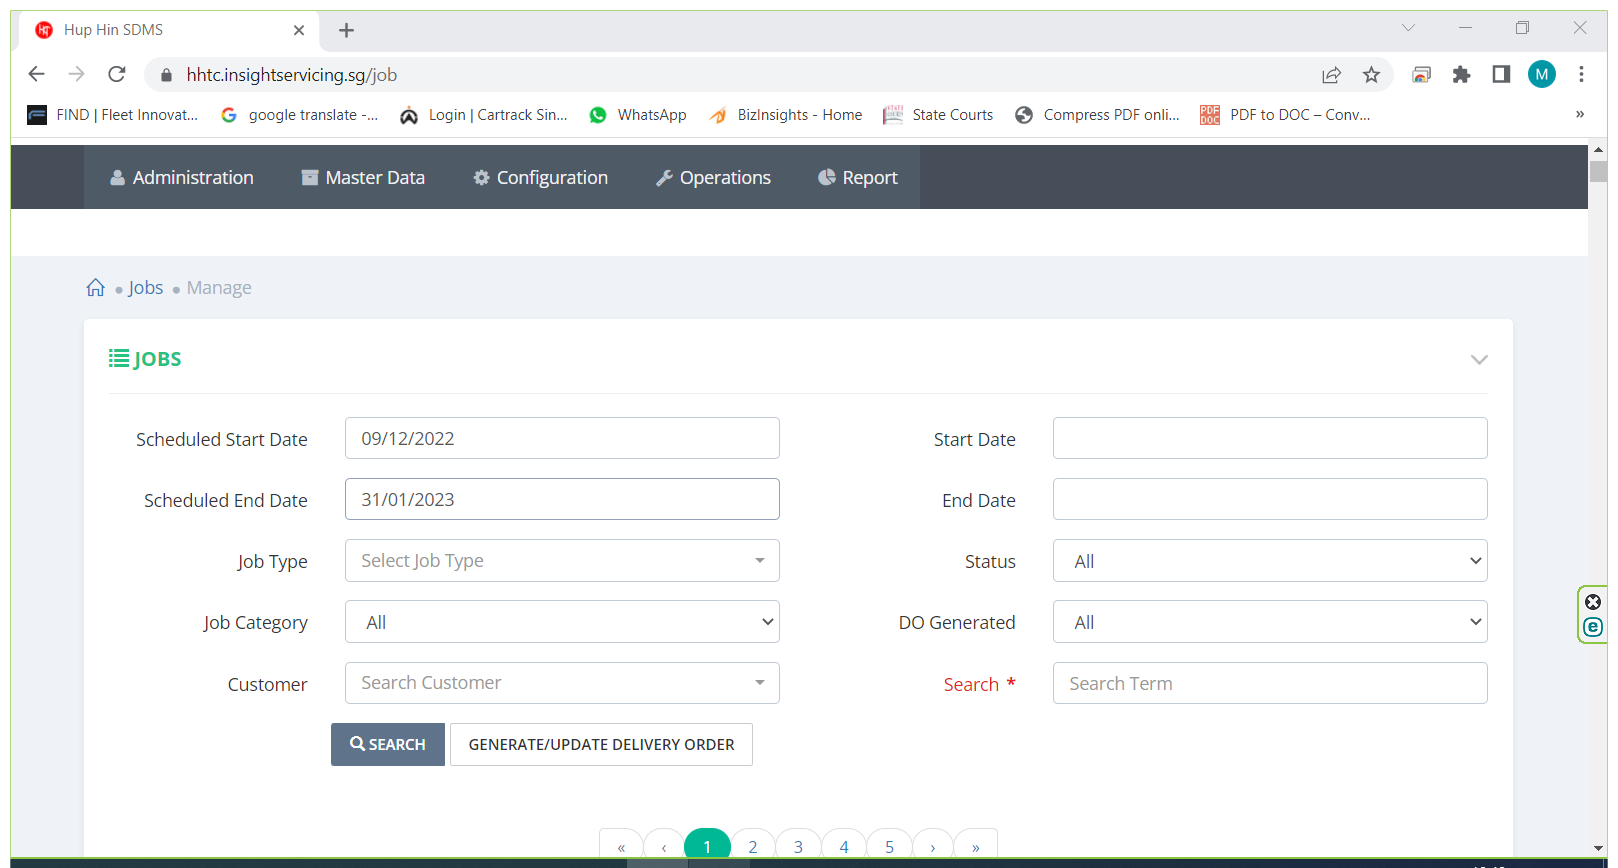 Hup Hin SDMS
hhtc.insightservicing.sg/job
M
FIND | Fleet Innovat... google translate -... Login | Cartrack Sin... WhatsApp BizInsights - Home State Courts Compress PDF onli... PDF DOC PDF to DOC – Conv... »
Administration Master Data Configuration Operations Report
Jobs Manage
JOBS
Scheduled Start Date 09/12/2022 Start Date
Scheduled End Date 31/01/2023 End Date
Job Type Select Job Type Status All
Job Category All DO Generated All
Customer Search Customer Search * Search Term
SEARCH GENERATE/UPDATE DELIVERY ORDER
« ‹ 1 2 3 4 5 › »